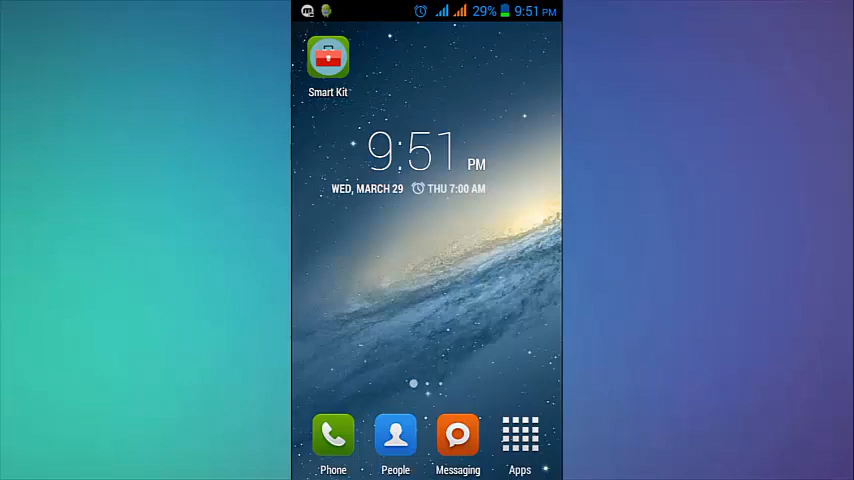 29% 9:51 PM
Smart Kit
9:51 PM
WED, MARCH 29 THU 7:00 AM
Phone People Messaging Apps